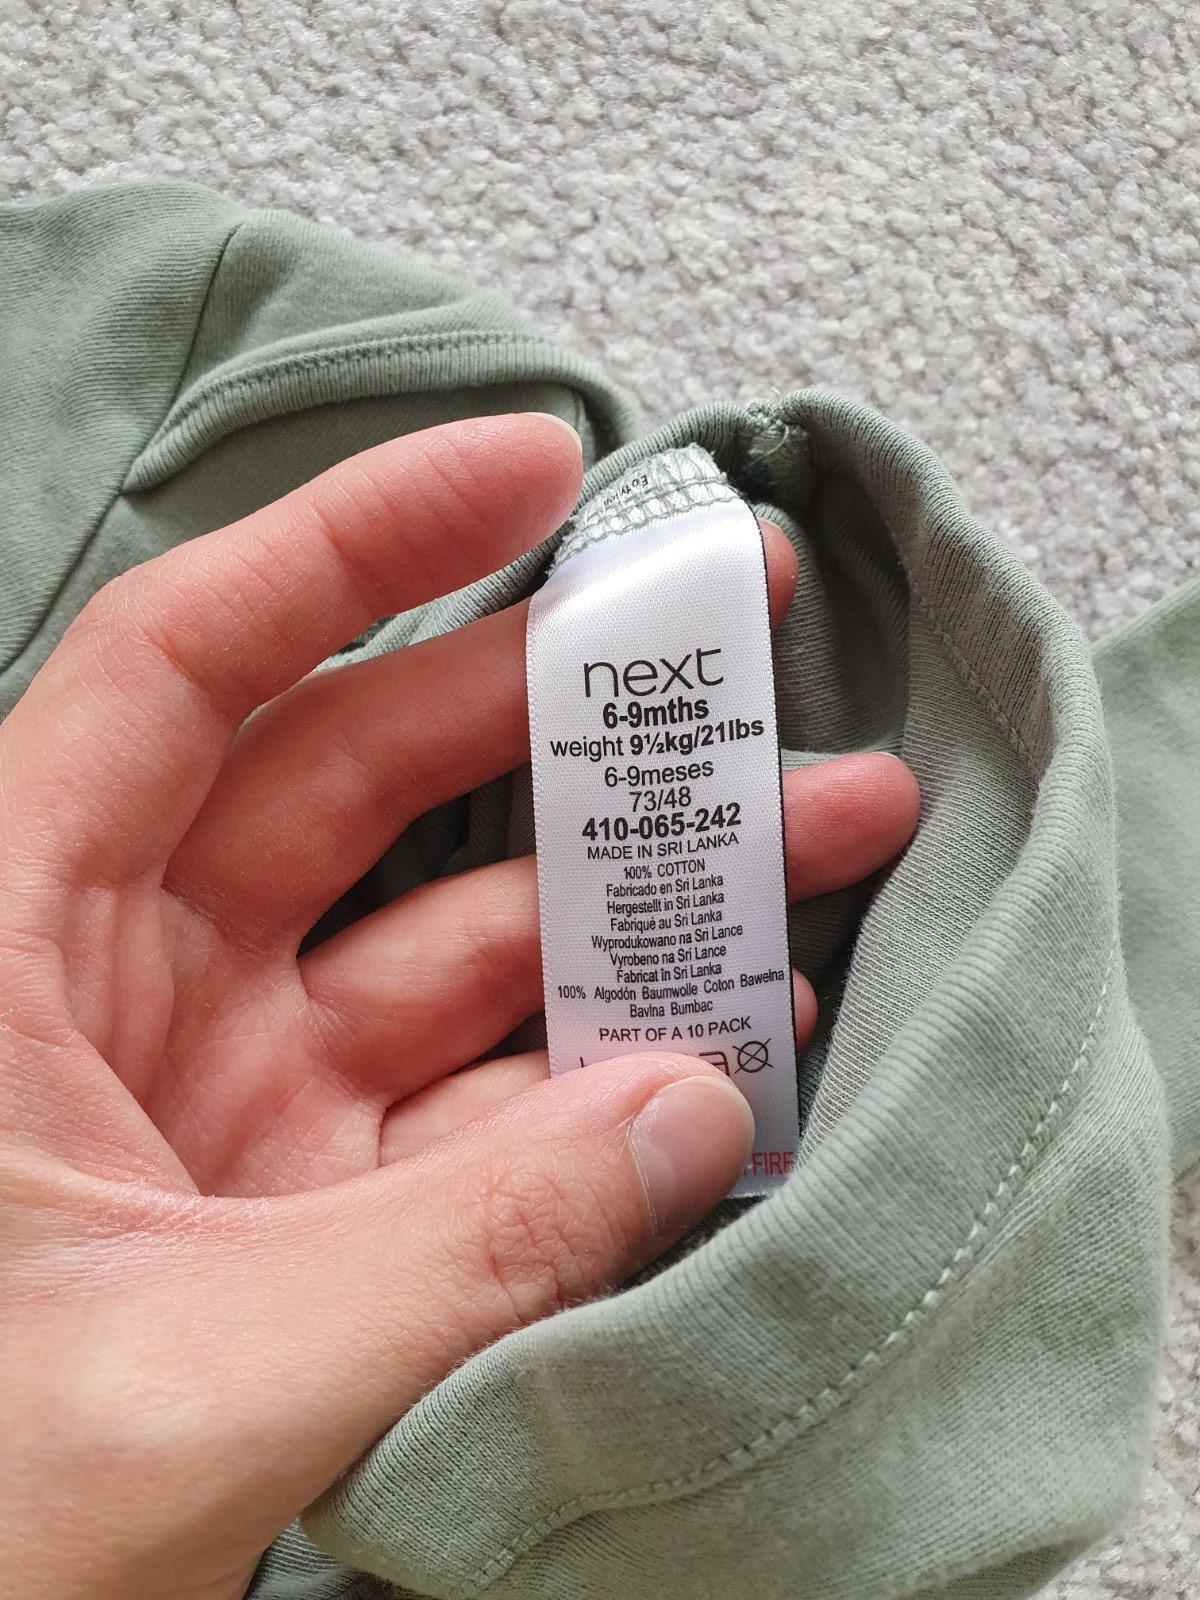 next
6-9mths
weight 9½kg/21lbs
6-9meses
73/48
410-065-242
MADE IN SRI LANKA
100% COTTON
Fabricado en Sri Lanka
Hergestellt in Sri Lanka
Fabriqué au Sri Lanka
Wyprodukowano na Sri Lance
Vyrobeno na Sri Lance
Fabricat în Sri Lanka
100% Algodón Baumwolle Coton Bawełna
Bavlna Bumbac
PART OF A 10 PACK
FIRE